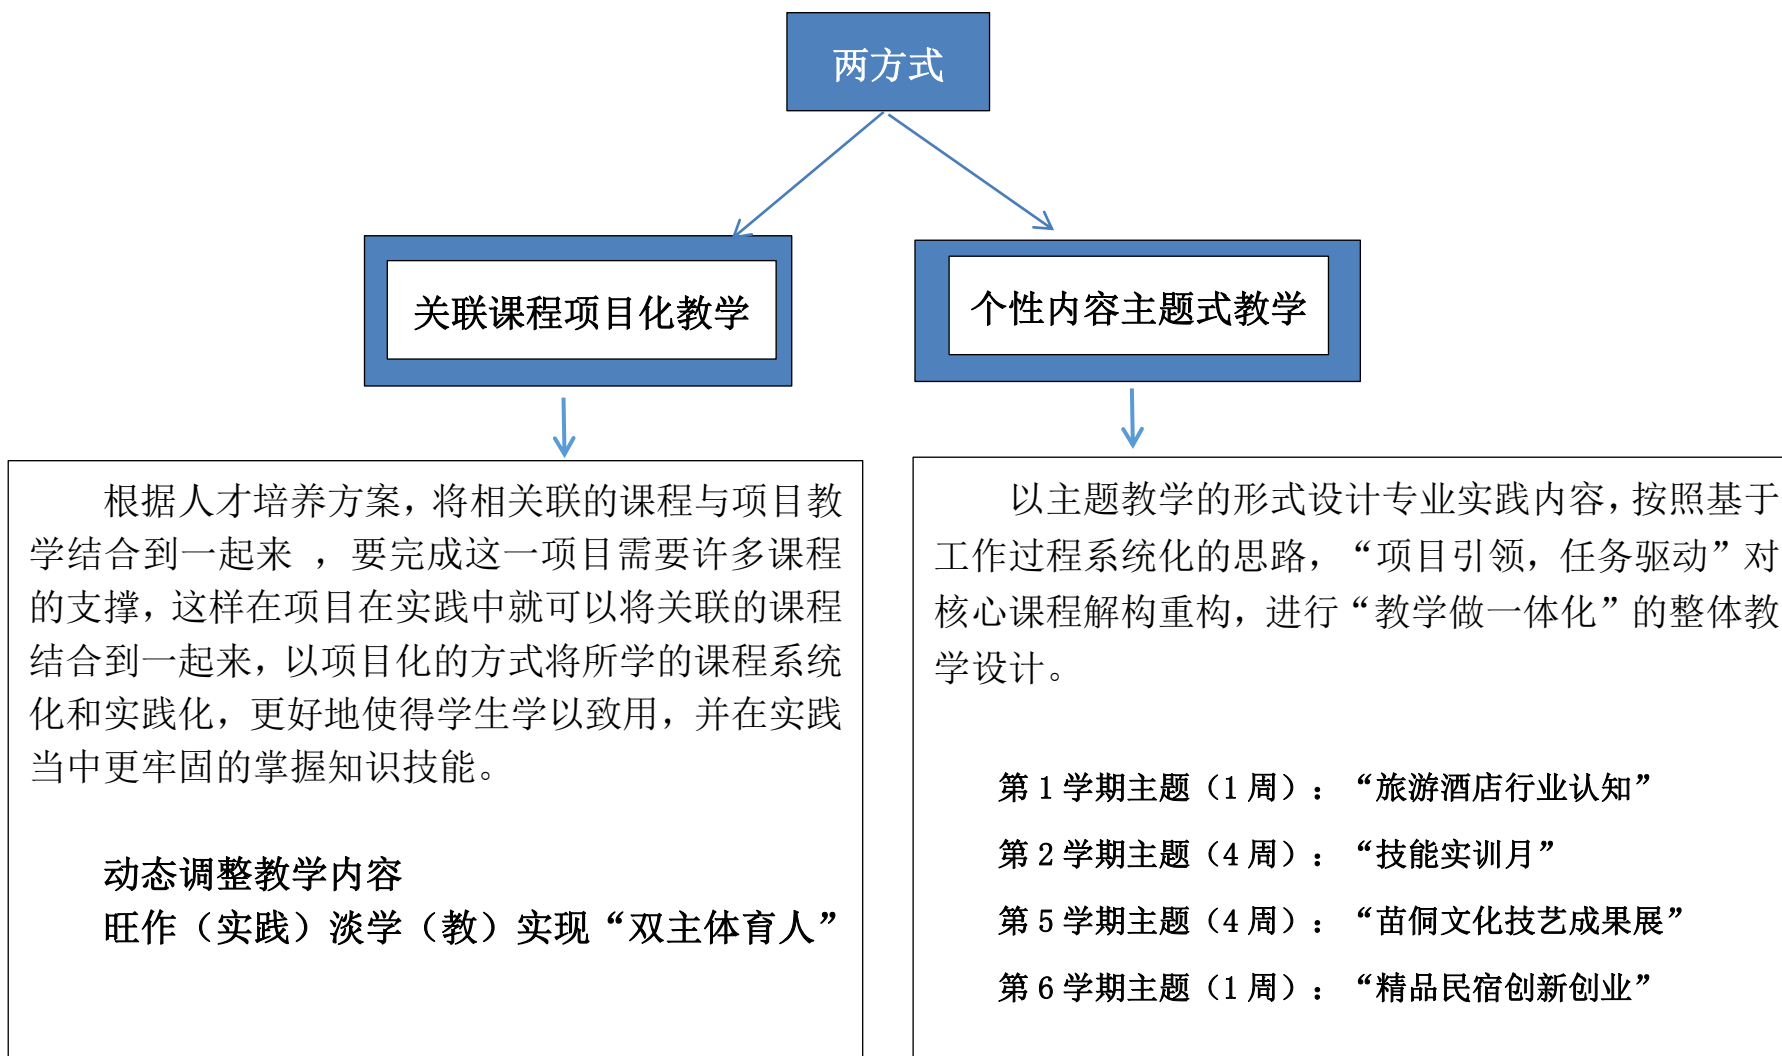 两方式
关联课程项目化教学
个性内容主题式教学
根据人才培养方案，将相关联的课程与项目教
学结合到一起来 ，要完成这一项目需要许多课程
的支撑，这样在项目在实践中就可以将关联的课程
结合到一起来，以项目化的方式将所学的课程系统
化和实践化，更好地使得学生学以致用，并在实践
当中更牢固的掌握知识技能。
动态调整教学内容
旺作（实践）淡学（教）实现“双主体育人”
以主题教学的形式设计专业实践内容，按照基于
工作过程系统化的思路，“项目引领，任务驱动”对
核心课程解构重构，进行“教学做一体化”的整体教
学设计。
第 1 学期主题（1 周）：“旅游酒店行业认知”
第 2 学期主题（4 周）：“技能实训月”
第 5 学期主题（4 周）：“苗侗文化技艺成果展”
第 6 学期主题（1 周）：“精品民宿创新创业”